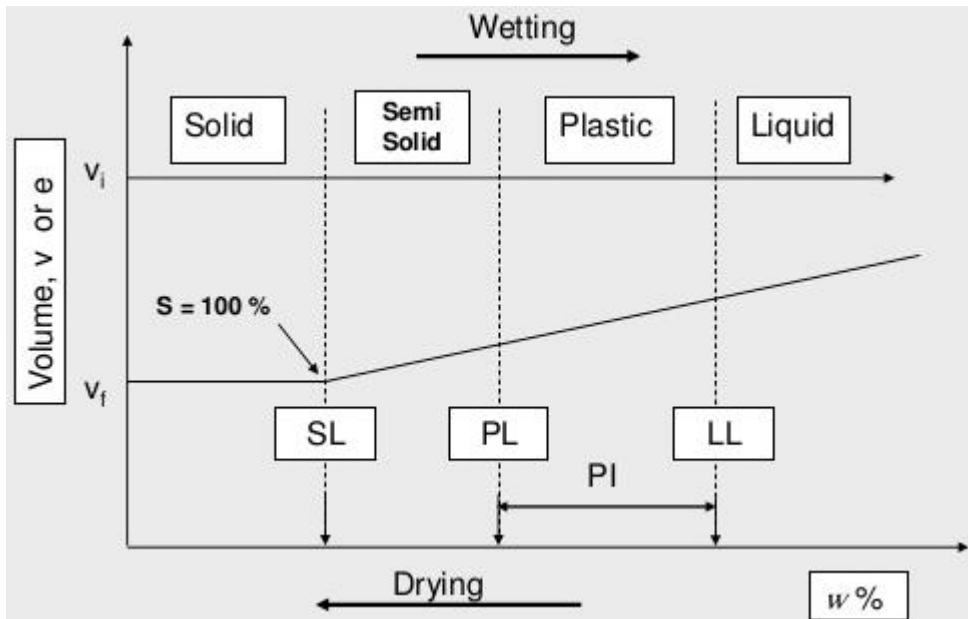 Wetting
Solid
Semi
Solid
Plastic
Liquid
Volume, v or e
vi
S = 100 %
vf
SL
PL
LL
PI
Drying
w%